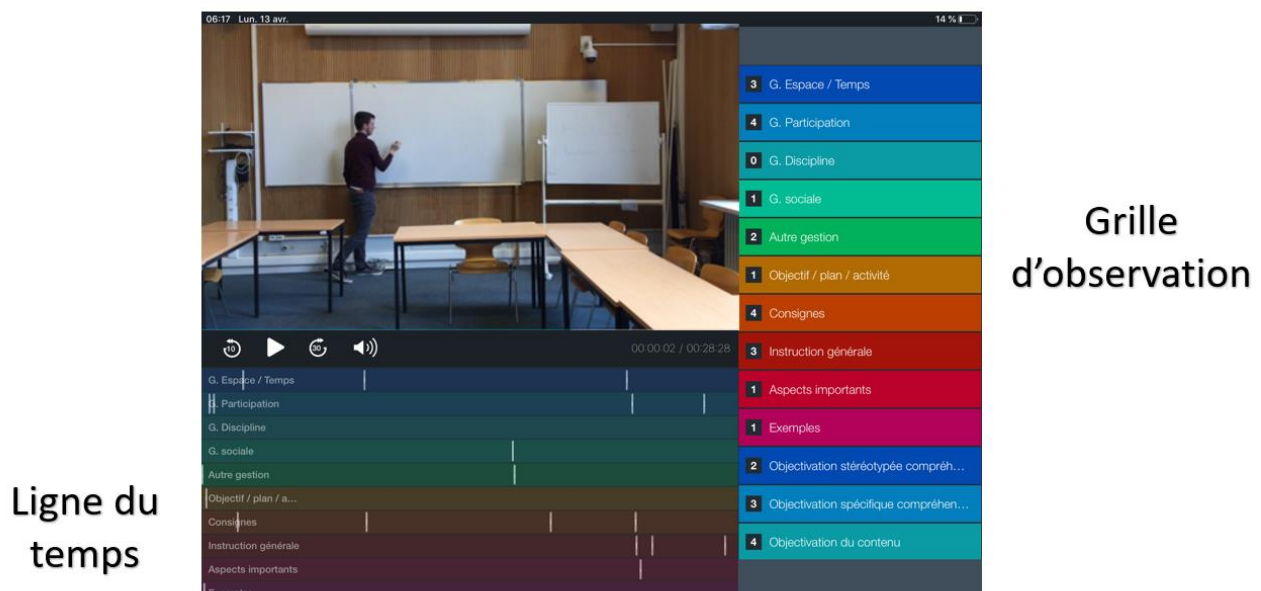 06:17 Lun. 13 avr.
14 %
3 G. Espace / Temps
4 G. Participation
0 G. Discipline
1 G. sociale
2 Autre gestion
1 Objectif / plan / activité
4 Consignes
3 Instruction générale
1 Aspects importants
1 Exemples
2 Objectivation stéréotypée compréh…
3 Objectivation spécifique compréhen…
4 Objectivation du contenu
10
30
00:00:02 / 00:28:28
G. Espace / Temps
G. Participation
G. Discipline
G. sociale
Autre gestion
Objectif / plan / a…
Consignes
Instruction générale
Aspects importants
Grille
d'observation
Ligne du
temps